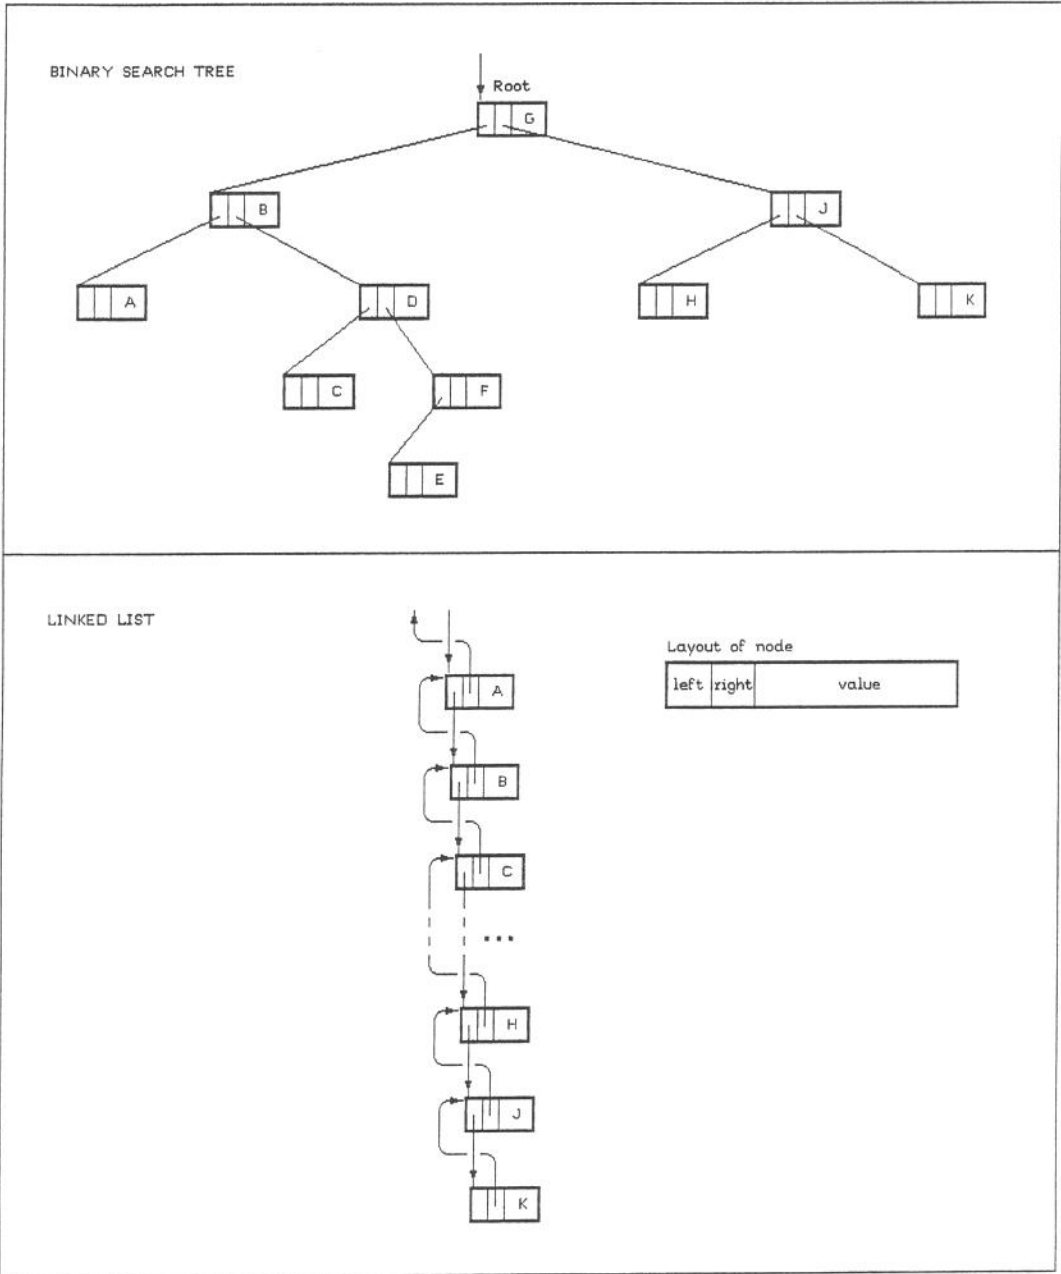 BINARY SEARCH TREE
Root
G
B
J
A
D
H
K
C
F
E
LINKED LIST
Layout of node
left right value
A
B
C
...
H
J
K